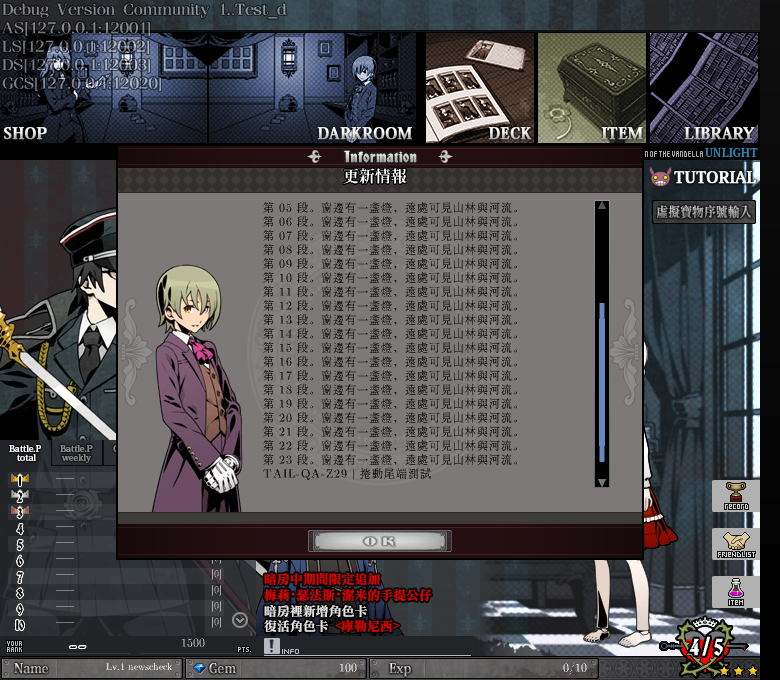 Debug Version Community 1..Test_d
AS[127.0.0.1:12001]
LS[127.0.0.1:12002]
DS[127.0.0.1:12003]
GCS[127.0.0.1:12020]
SHOP
DARKROOM
DECK
ITEM
LIBRARY
N OF THE VANDELLA UNLIGHT
TUTORIAL
虛擬寶物序號輸入
Information
更新情報
第 05 段。窗邊有一盞燈，遠處可見山林與河流。
第 06 段。窗邊有一盞燈，遠處可見山林與河流。
第 07 段。窗邊有一盞燈，遠處可見山林與河流。
第 08 段。窗邊有一盞燈，遠處可見山林與河流。
第 09 段。窗邊有一盞燈，遠處可見山林與河流。
第 10 段。窗邊有一盞燈，遠處可見山林與河流。
第 11 段。窗邊有一盞燈，遠處可見山林與河流。
第 12 段。窗邊有一盞燈，遠處可見山林與河流。
第 13 段。窗邊有一盞燈，遠處可見山林與河流。
第 14 段。窗邊有一盞燈，遠處可見山林與河流。
第 15 段。窗邊有一盞燈，遠處可見山林與河流。
第 16 段。窗邊有一盞燈，遠處可見山林與河流。
第 17 段。窗邊有一盞燈，遠處可見山林與河流。
第 18 段。窗邊有一盞燈，遠處可見山林與河流。
第 19 段。窗邊有一盞燈，遠處可見山林與河流。
第 20 段。窗邊有一盞燈，遠處可見山林與河流。
第 21 段。窗邊有一盞燈，遠處可見山林與河流。
第 22 段。窗邊有一盞燈，遠處可見山林與河流。
第 23 段。窗邊有一盞燈，遠處可見山林與河流。
TAIL-QA-Z29 | 捲動尾端測試
OK
Battle.P total
Battle.P weekly
1
2
3
4
5
6
7 [0]
8 [0]
9 [0]
10 [0]
YOUR RANK
1500 PTS.
暗房中期間限定追加
梅莉·瑟法斯·潔米的手提公仔
暗房裡新增角色卡
復活角色卡 <庫勒尼西>
INFO
RECORD
FRIENDLIST
ITEM
4/5
Name Lv.1 newscheck
Gem 100
Exp 0/10